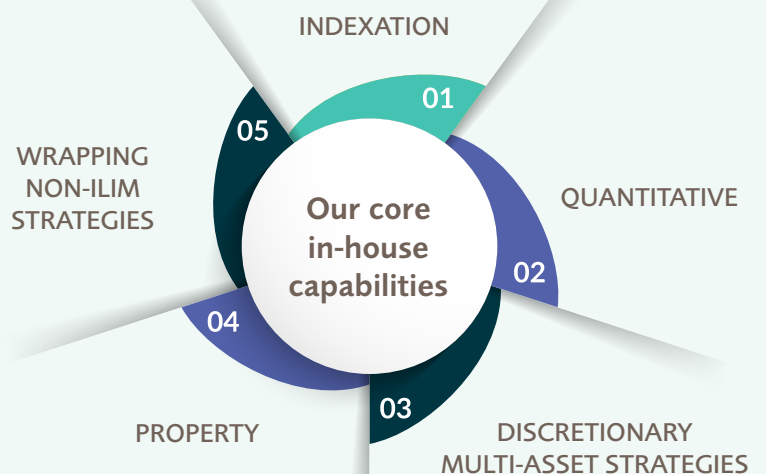 INDEXATION
01
05
WRAPPING
NON-ILIM
STRATEGIES
QUANTITATIVE
Our core
in-house
capabilities
02
04
03
PROPERTY
DISCRETIONARY
MULTI-ASSET STRATEGIES